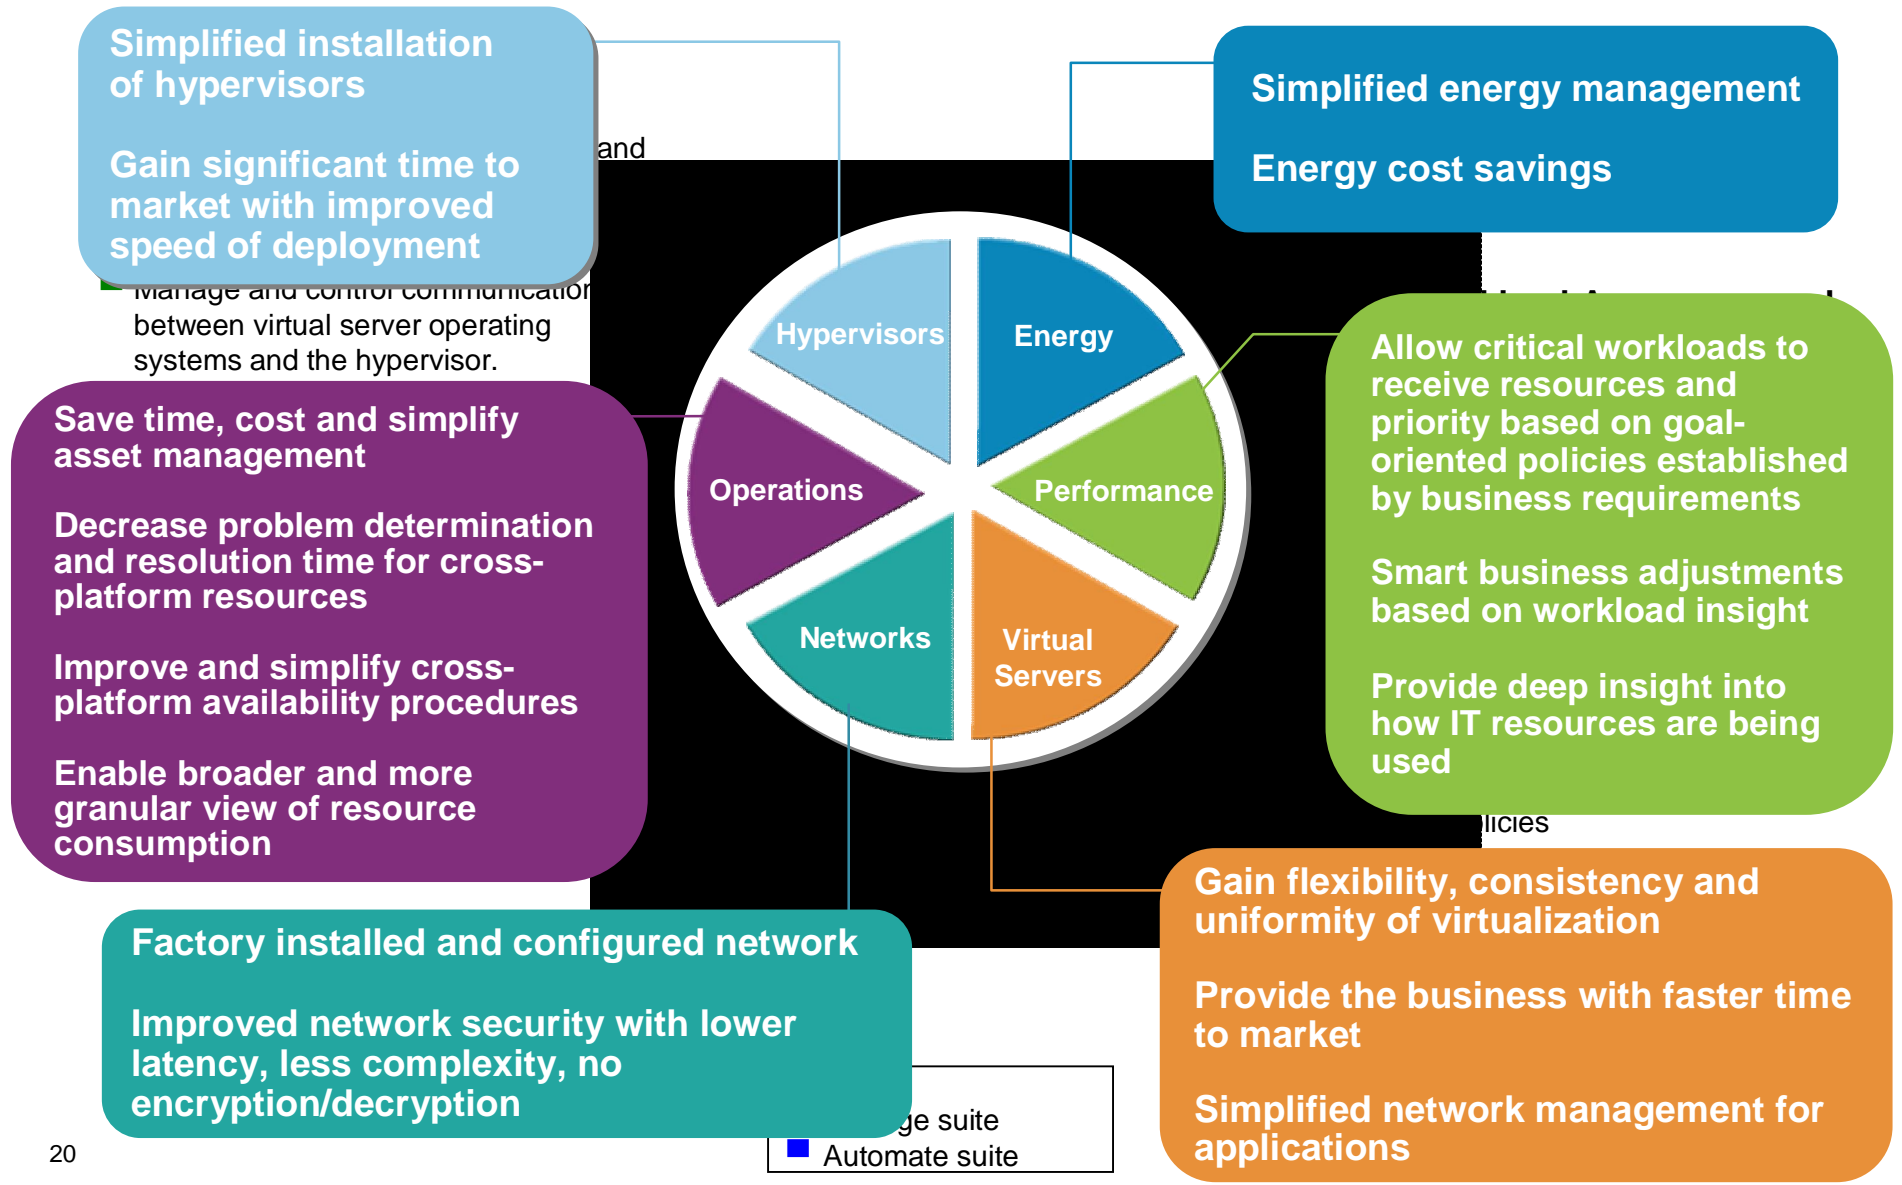 Simplified installation
of hypervisors
Gain significant time to
market with improved
speed of deployment
and
Simplified energy management
Energy cost savings
Manage and control communication
between virtual server operating
systems and the hypervisor.
Hypervisors
Energy
Operations
Performance
Networks
Virtual
Servers
Save time, cost and simplify
asset management
Decrease problem determination
and resolution time for cross-
platform resources
Improve and simplify cross-
platform availability procedures
Enable broader and more
granular view of resource
consumption
Allow critical workloads to
receive resources and
priority based on goal-
oriented policies established
by business requirements
Smart business adjustments
based on workload insight
Provide deep insight into
how IT resources are being
used
licies
Factory installed and configured network
Improved network security with lower
latency, less complexity, no
encryption/decryption
Gain flexibility, consistency and
uniformity of virtualization
Provide the business with faster time
to market
Simplified network management for
applications
ge suite
Automate suite
20